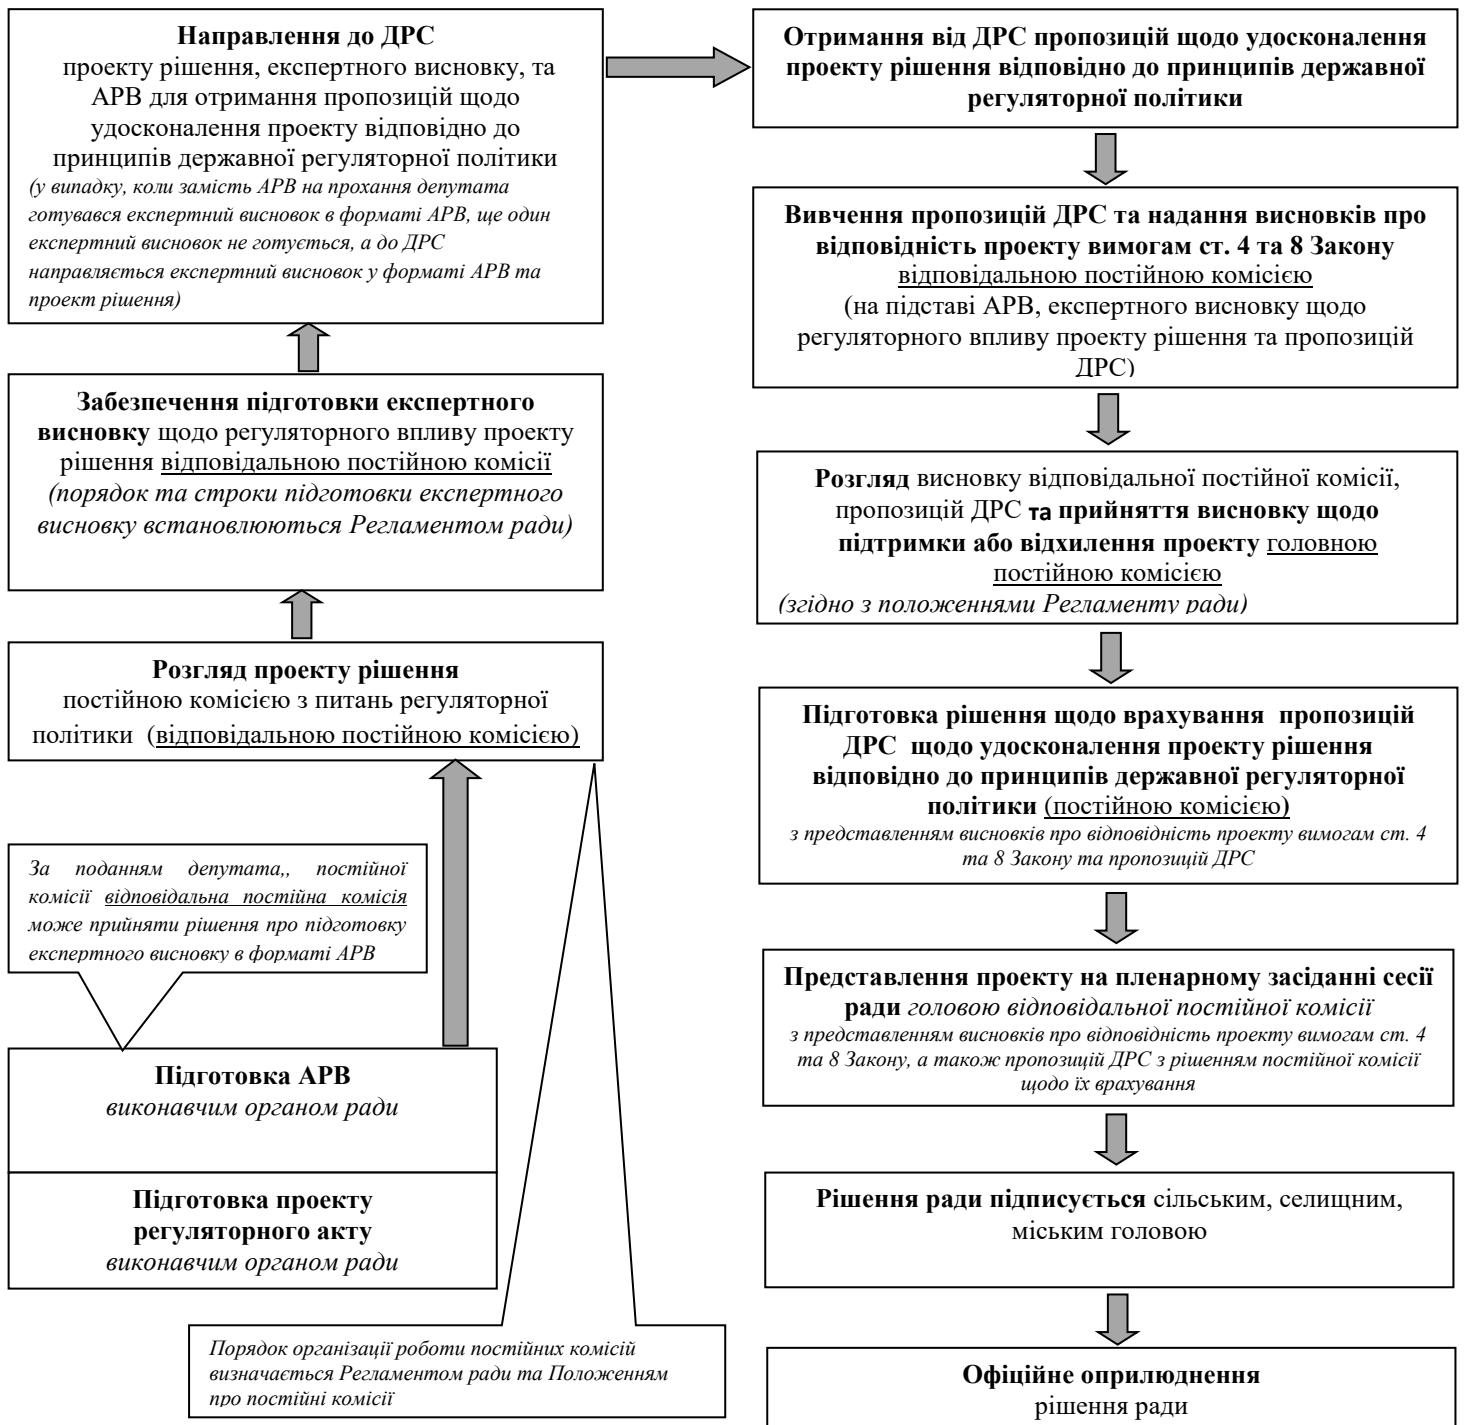 Направлення до ДРС
проекту рішення, експертного висновку, та
АРВ для отримання пропозицій щодо
удосконалення проекту відповідно до
принципів державної регуляторної політики
(у випадку, коли замість АРВ на прохання депутата
готувався експертний висновок в форматі АРВ, ще один
експертний висновок не готується, а до ДРС
направляється експертний висновок у форматі АРВ та
проект рішення)
Забезпечення підготовки експертного
висновку щодо регуляторного впливу проекту
рішення відповідальною постійною комісії
(порядок та строки підготовки експертного
висновку встановлюються Регламентом ради)
Розгляд проекту рішення
постійною комісією з питань регуляторної
політики (відповідальною постійною комісією)
За поданням депутата,, постійної
комісії відповідальна постійна комісія
може прийняти рішення про підготовку
експертного висновку в форматі АРВ
Підготовка АРВ
виконавчим органом ради
Підготовка проекту
регуляторного акту
виконавчим органом ради
Порядок організації роботи постійних комісій
визначається Регламентом ради та Положенням
про постійні комісії
Отримання від ДРС пропозицій щодо удосконалення
проекту рішення відповідно до принципів державної
регуляторної політики
Вивчення пропозицій ДРС та надання висновків про
відповідність проекту вимогам ст. 4 та 8 Закону
відповідальною постійною комісією
(на підставі АРВ, експертного висновку щодо
регуляторного впливу проекту рішення та пропозицій
ДРС)
Розгляд висновку відповідальної постійної комісії,
пропозицій ДРС та прийняття висновку щодо
підтримки або відхилення проекту головною
постійною комісією
(згідно з положеннями Регламенту ради)
Підготовка рішення щодо врахування пропозицій
ДРС щодо удосконалення проекту рішення
відповідно до принципів державної регуляторної
політики (постійною комісією)
з представленням висновків про відповідність проекту вимогам ст. 4
та 8 Закону та пропозицій ДРС
Представлення проекту на пленарному засіданні сесії
ради головою відповідальної постійної комісії
з представленням висновків про відповідність проекту вимогам ст. 4
та 8 Закону, а також пропозицій ДРС з рішенням постійної комісії
щодо їх врахування
Рішення ради підписується сільським, селищним,
міським головою
Офіційне оприлюднення
рішення ради